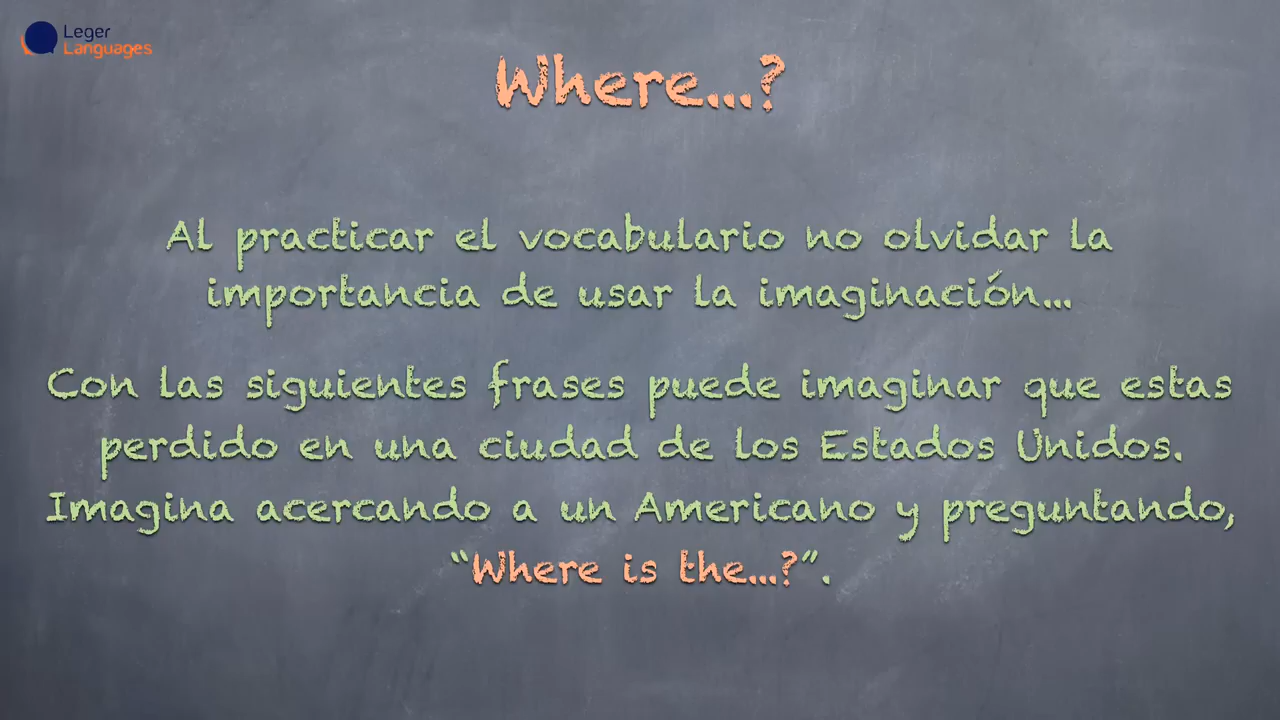 Leger
Languages
Where...?
Al practicar el vocabulario no olvidar la
importancia de usar la imaginación...
Con las siguientes frases puede imaginar que estas
perdido en una ciudad de los Estados Unidos.
Imagina acercando a un Americano y preguntando,
“Where is the...?”.